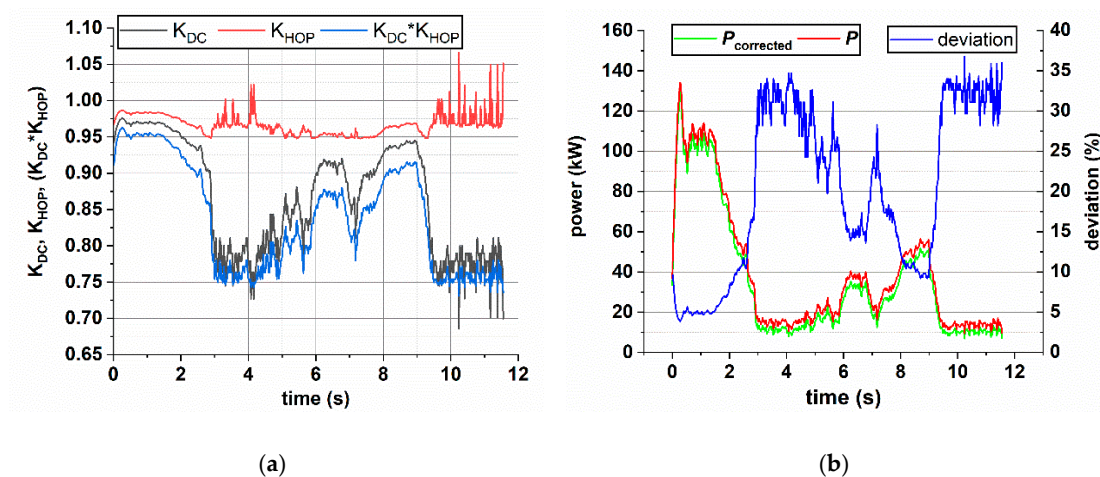 K_DC K_HOP K_DC*K_HOP
1.10
1.05
1.00
0.95
0.90
0.85
0.80
0.75
0.70
0.65
K_DC, K_HOP, (K_DC*K_HOP)
0 2 4 6 8 10 12
time (s)
(a)
P_corrected P deviation
160
140
120
100
80
60
40
20
0
power (kW)
40
35
30
25
20
15
10
5
0
deviation (%)
0 2 4 6 8 10 12
time (s)
(b)